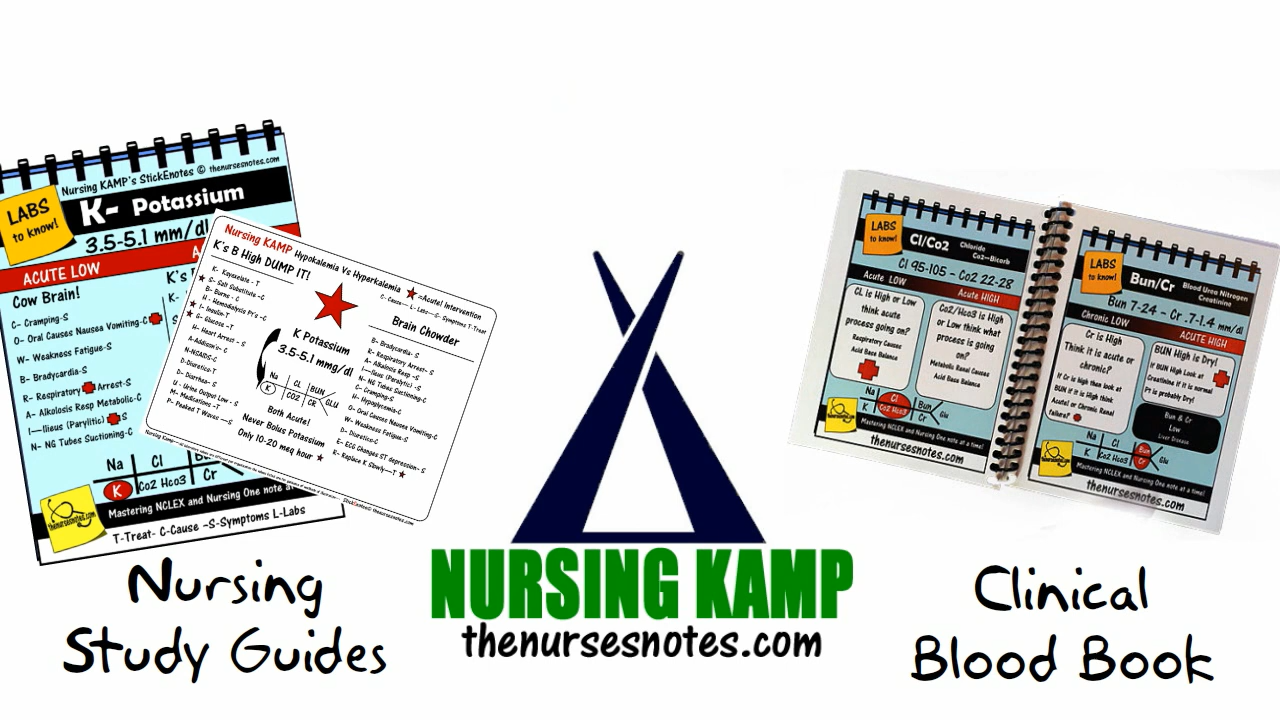 Nursing KAMP's StickENotes © thenursesnotes.com
LABS
to know!
K- Potassium
3.5-5.1 mm/dl
ACUTE LOW
Cow Brain!
C- Cramping-S
O- Oral Causes Nausea Vomiting-C
W- Weakness Fatigue-S
B- Bradycardia-S
R- Respiratory Arrest-S
A- Alkolosis Resp Metabolic-C
I—Ileus (Parylitic) S
N- NG Tubes Suctioning-C
Na Cl
K Co2 Hco3 Cr
thenursesnotes.com
Mastering NCLEX and Nursing One note at a
T-Treat- C-Cause -S-Symptoms L-Labs
Nursing KAMP Hypokalemia Vs Hyperkalemia =Acute! Intervention
C- Cause— L- Labs—S- Symptoms T-Treat
K's B High DUMP IT!
K- Kayexelate - T
S- Salt Substitute -C
B- Burns - C
H - Hemodialysis
I- Insulin-T
G- Glucose -T
H- Heart Arrest - S
A-Addison's- C
N-NSAIDS-C
D-Diuretics-T
D- Diarrhea- S
U - Urine Output Low - S
M- Medications -T
P- Peaked T Waves —S
K Potassium
3.5-5.1 mmg/dl
Na CL BUN
K CO2 CR GLU
Both Acute!
Never Bolus Potassium
Only 10-20 meq hour
Brain Chowder
B- Bradycardia- S
R- Respiratory Arrest- S
A- Alkalosis Resp -S
I—Ileus (Paralytic) -S
N- NG Tubes Suctioning-C
C- Cramping-S
H- Hypoglycemia-C
O- Oral Causes Nausea Vomiting-C
W- Weakness Fatigue-S
D- Diuretics-C
E- ECG Changes ST depression- S
R- Replace K Slowly—T
Nursing
Study Guides
NURSING KAMP
thenursesnotes.com
LABS
to know!
Cl/Co2 Chloride
Co2—Bicorb
Cl 95-105 - Co2 22-28
Acute LOW Acute HIGH
CL is High or Low
think acute
process going on?
Respiratory Causes
Acid Base Balance
Co2/Hco3 is High
or Low think what
process is going
on?
Metabolic Renal Causes
Acid Base Balance
Na Cl Bun
K Co2 Hco3 Cr Glu
Mastering NCLEX and Nursing One note at a time!
thenursesnotes.com
LABS
to know!
Bun/Cr Blood Urea Nitrogen
Creatinine
Bun 7-24 - Cr .7-1.4 mm/dl
Chronic LOW ACUTE HIGH
Cr is High
Think it is acute or
chronic?
If Cr is high then look at
BUN if it is High think
Acute! or Chronic Renal
failure?
BUN High is Dry!
If BUN High Look at
Creatinine if it is normal
Pt is probably Dry!
Bun & Cr
Low
Liver Disease
Na Cl Bun
K Co2 Hco3 Cr Glu
Mastering NCLEX and Nursing One note at a time!
thenursesnotes.com
Clinical
Blood Book